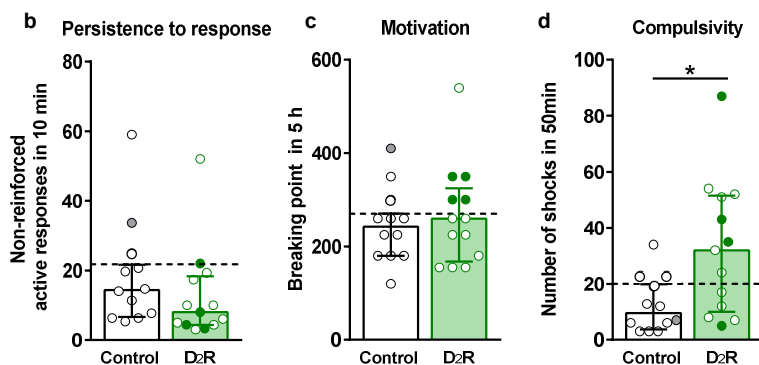 b Persistence to response
Non-reinforced
active responses in 10 min
80
60
40
20
0
Control D2R
c Motivation
Breaking point in 5 h
600
400
200
0
Control D2R
d Compulsivity
Number of shocks in 50min
100
80
60
40
20
0
*
Control D2R